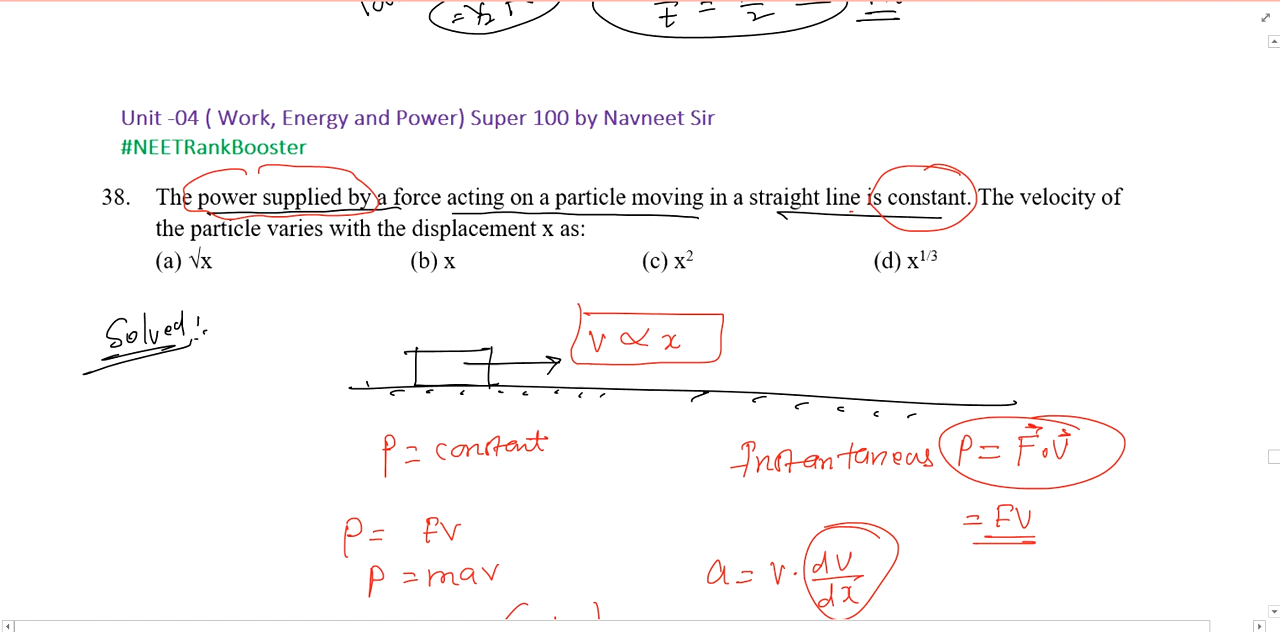 Unit -04 ( Work, Energy and Power) Super 100 by Navneet Sir
#NEETRankBooster
38. The power supplied by a force acting on a particle moving in a straight line is constant. The velocity of
the particle varies with the displacement x as:
(a) √x (b) x (c) x² (d) x¹ᐟ³
Solved!:
v ∝ x
P = constant
Instantaneous P = F⃗.v⃗
= FV
P = FV
P = mav
a = v. dv/dx